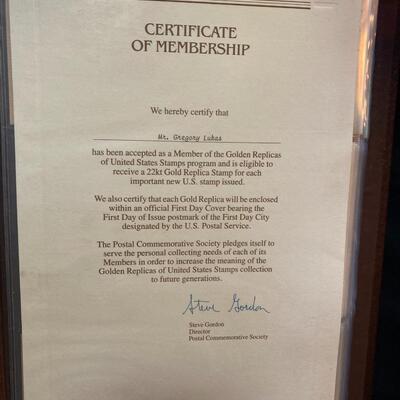 CERTIFICATE
OF MEMBERSHIP
We hereby certify that
Mr. Gregory Lukas
has been accepted as a Member of the Golden Replicas
of United States Stamps program and is eligible to
receive a 22kt Gold Replica Stamp for each
important new U.S. stamp issued.
We also certify that each Gold Replica will be enclosed
within an official First Day Cover bearing the
First Day of Issue postmark of the First Day City
designated by the U.S. Postal Service.
The Postal Commemorative Society pledges itself to
serve the personal collecting needs of each of its
Members in order to increase the meaning of the
Golden Replicas of United States Stamps collection
to future generations.
Steve Gordon
Steve Gordon
Director
Postal Commemorative Society